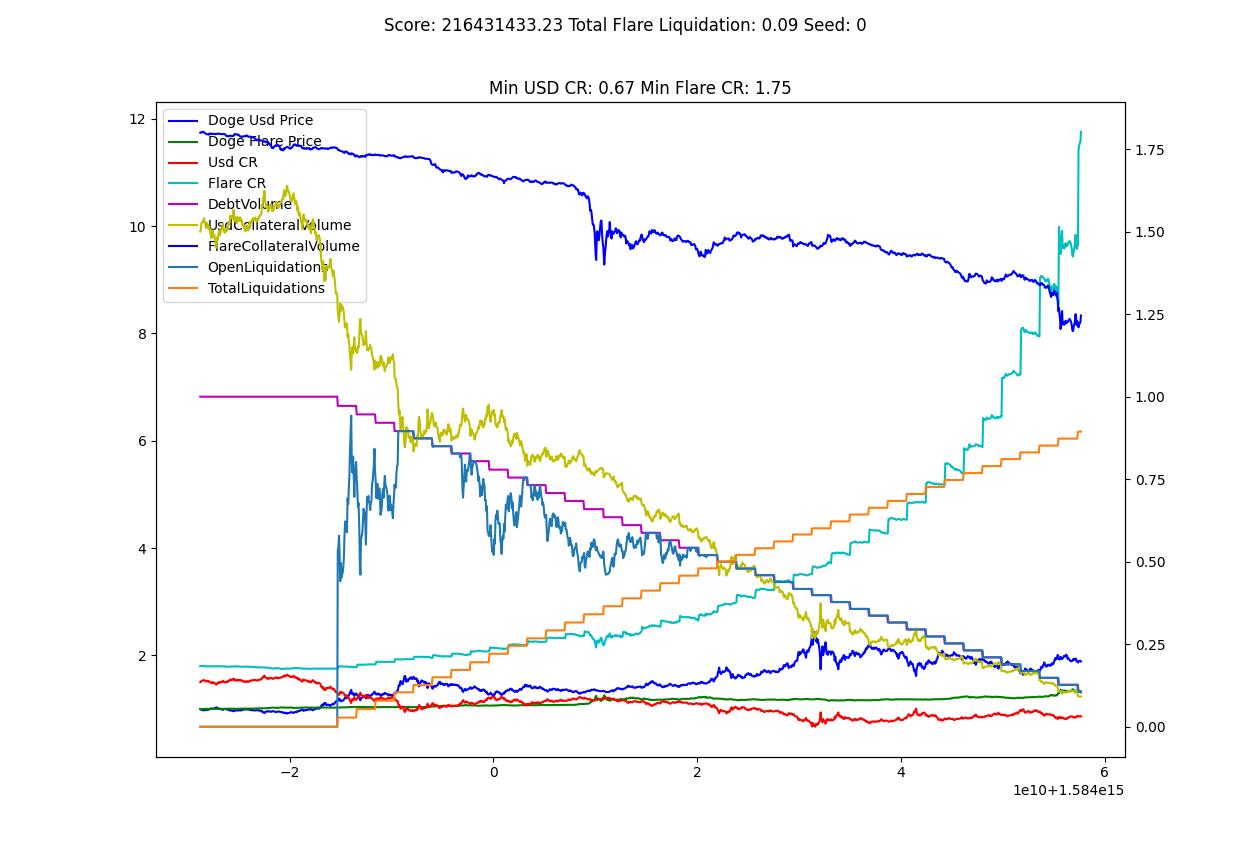 Score: 216431433.23 Total Flare Liquidation: 0.09 Seed: 0
Min USD CR: 0.67 Min Flare CR: 1.75
Doge Usd Price
Doge Flare Price
Usd CR
Flare CR
DebtVolume
UsdCollateralVolume
FlareCollateralVolume
OpenLiquidations
TotalLiquidations
12
10
8
6
4
2
1.75
1.50
1.25
1.00
0.75
0.50
0.25
0.00
−2 0 2 4 6
1e10+1.584e15